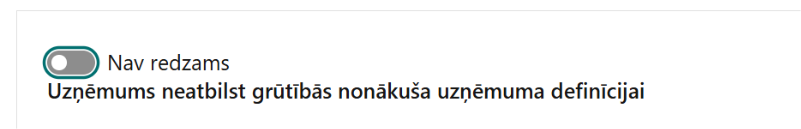 Nav redzams
Uzņēmums neatbilst grūtībās nonākuša uzņēmuma definīcijai